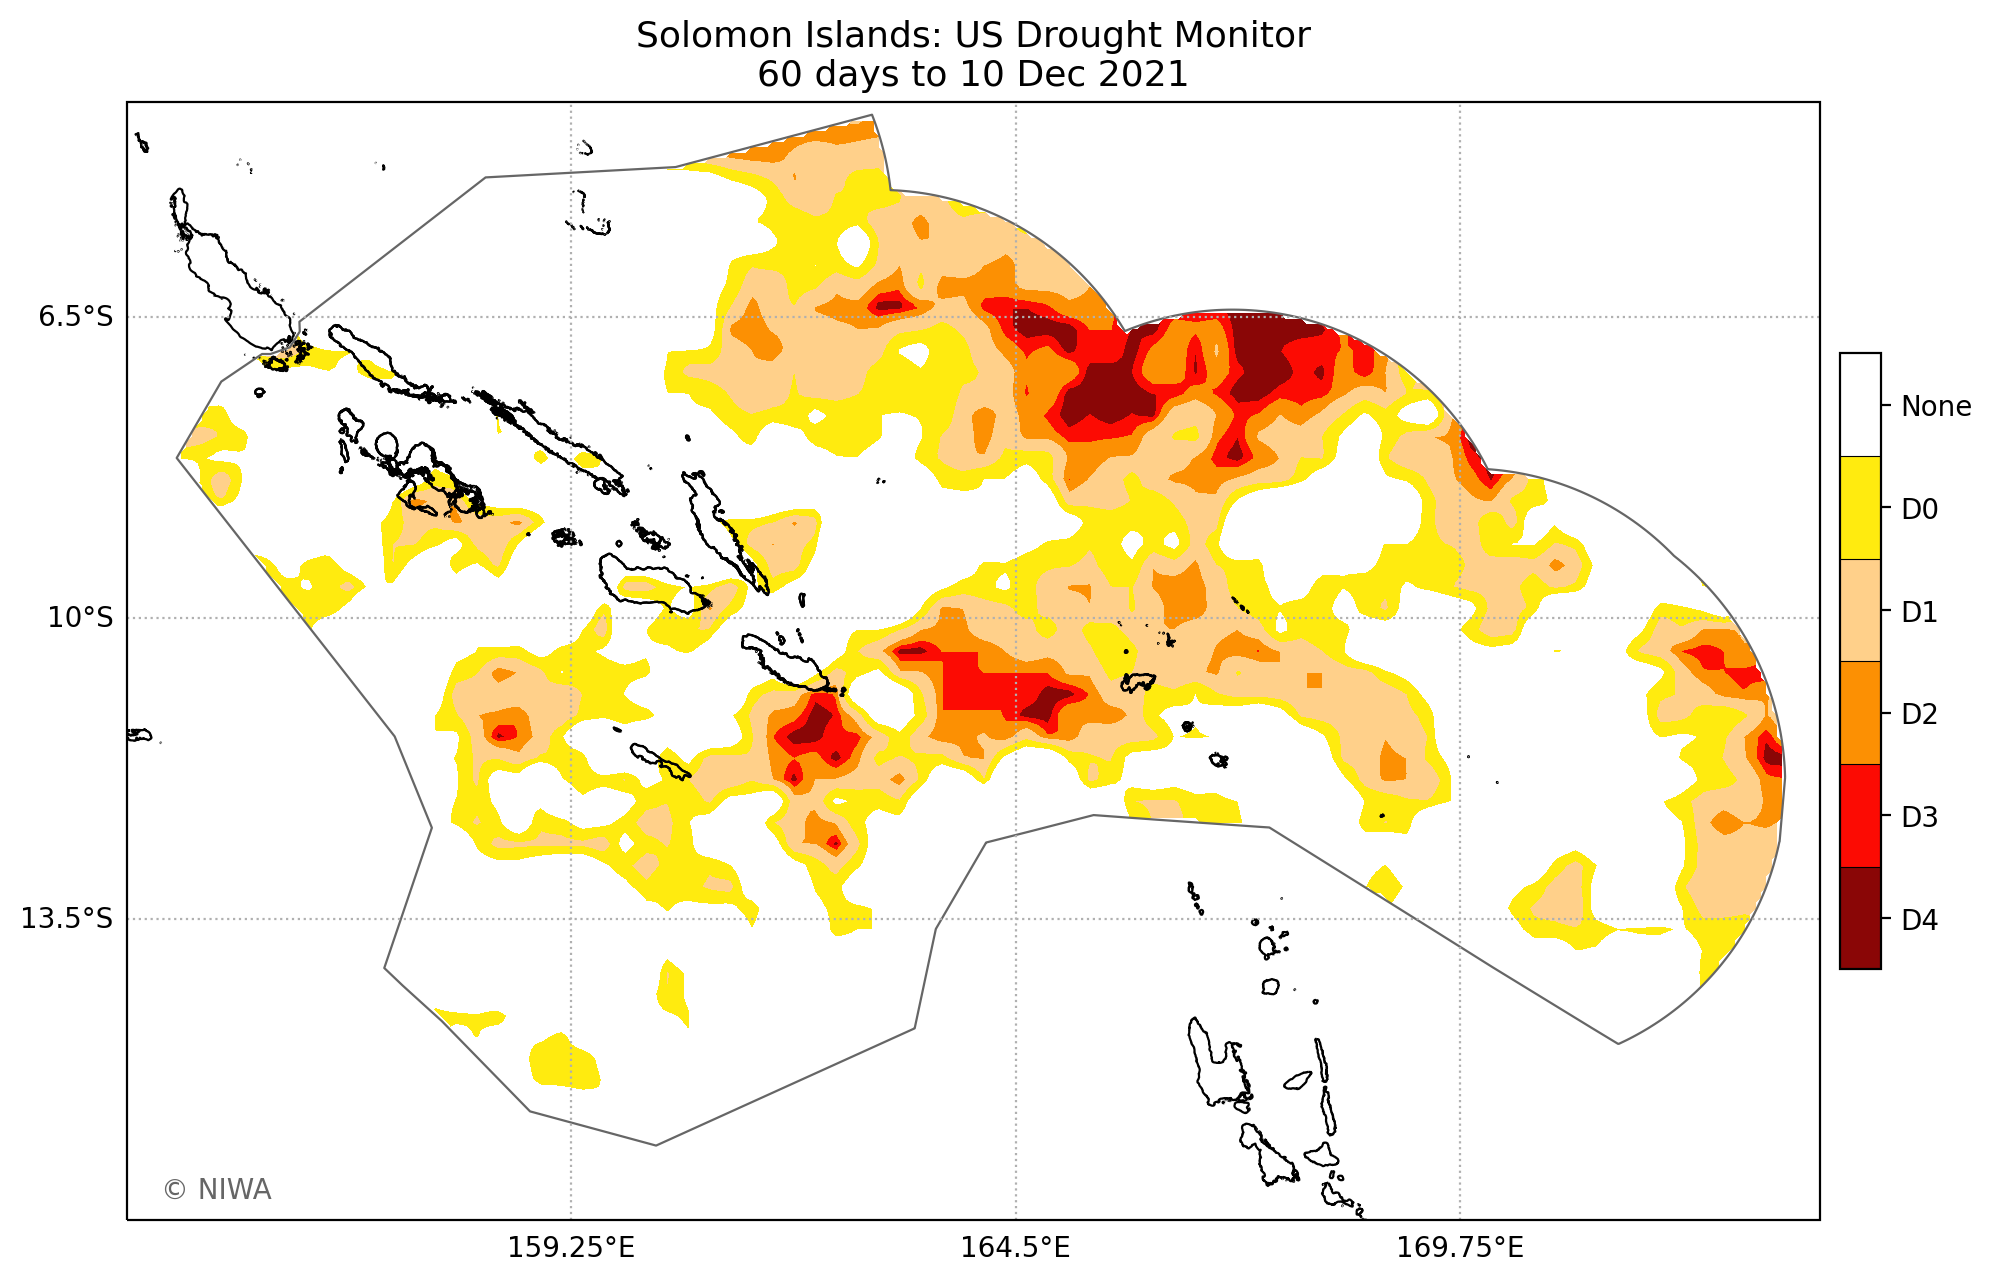 Solomon Islands: US Drought Monitor
60 days to 10 Dec 2021
6.5°S
10°S
13.5°S
159.25°E
164.5°E
169.75°E
None
D0
D1
D2
D3
D4
© NIWA